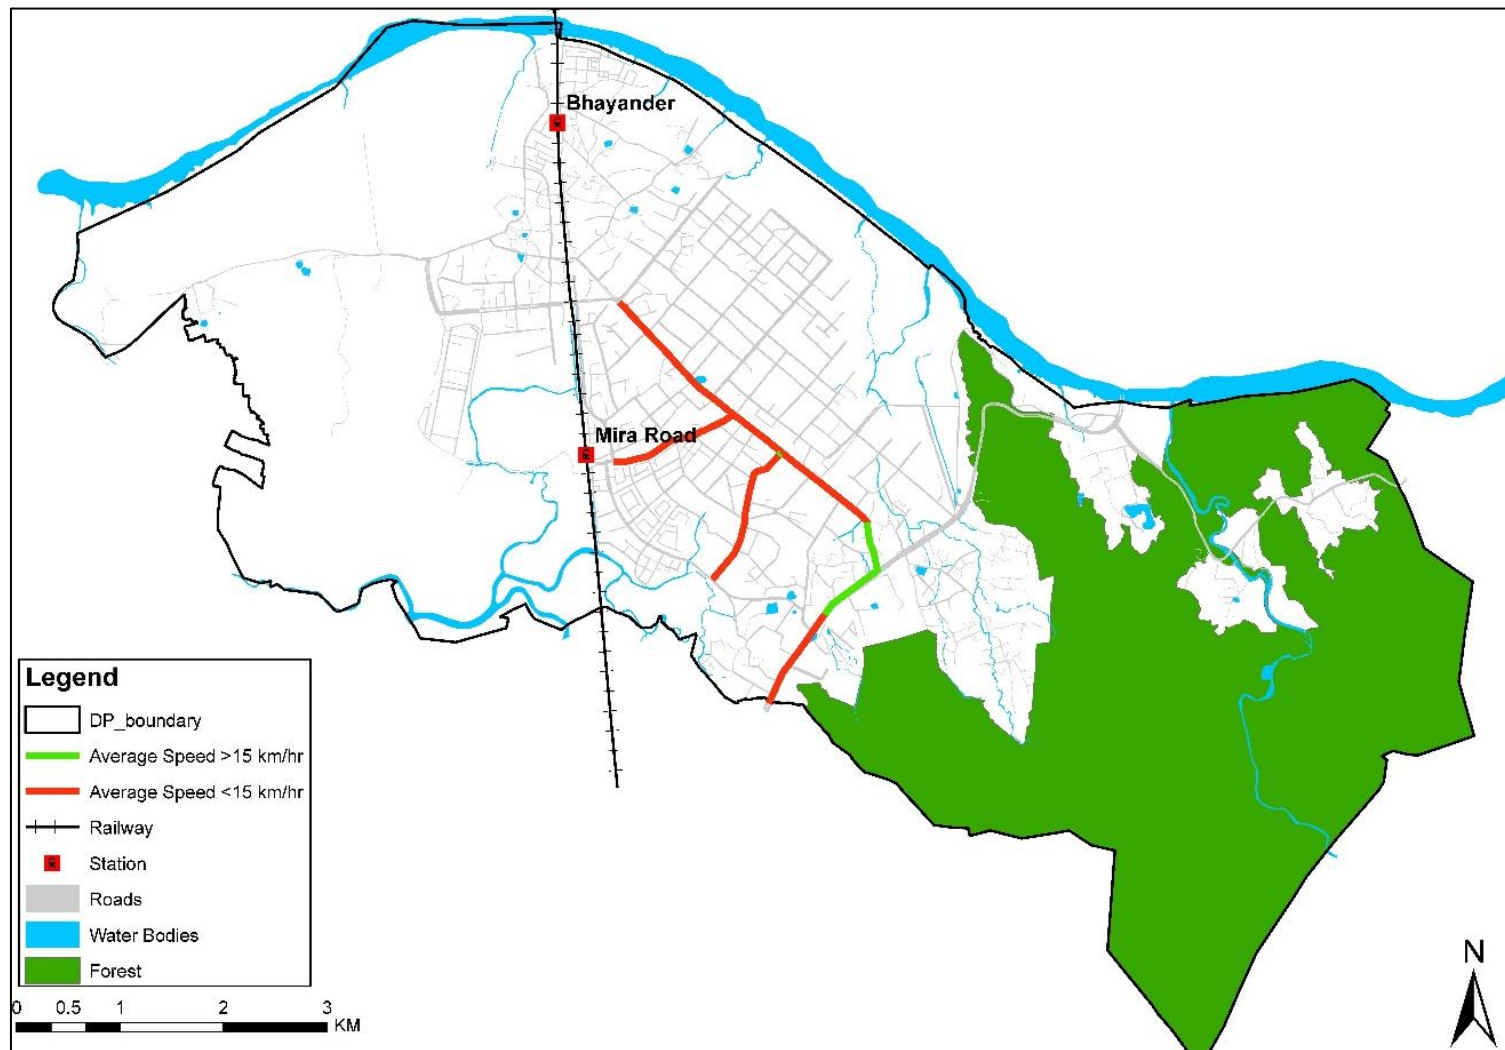 Bhayander
Mira Road
Legend
DP_boundary
Average Speed >15 km/hr
Average Speed <15 km/hr
Railway
Station
Roads
Water Bodies
Forest
0 0.5 1 2 3
KM
N